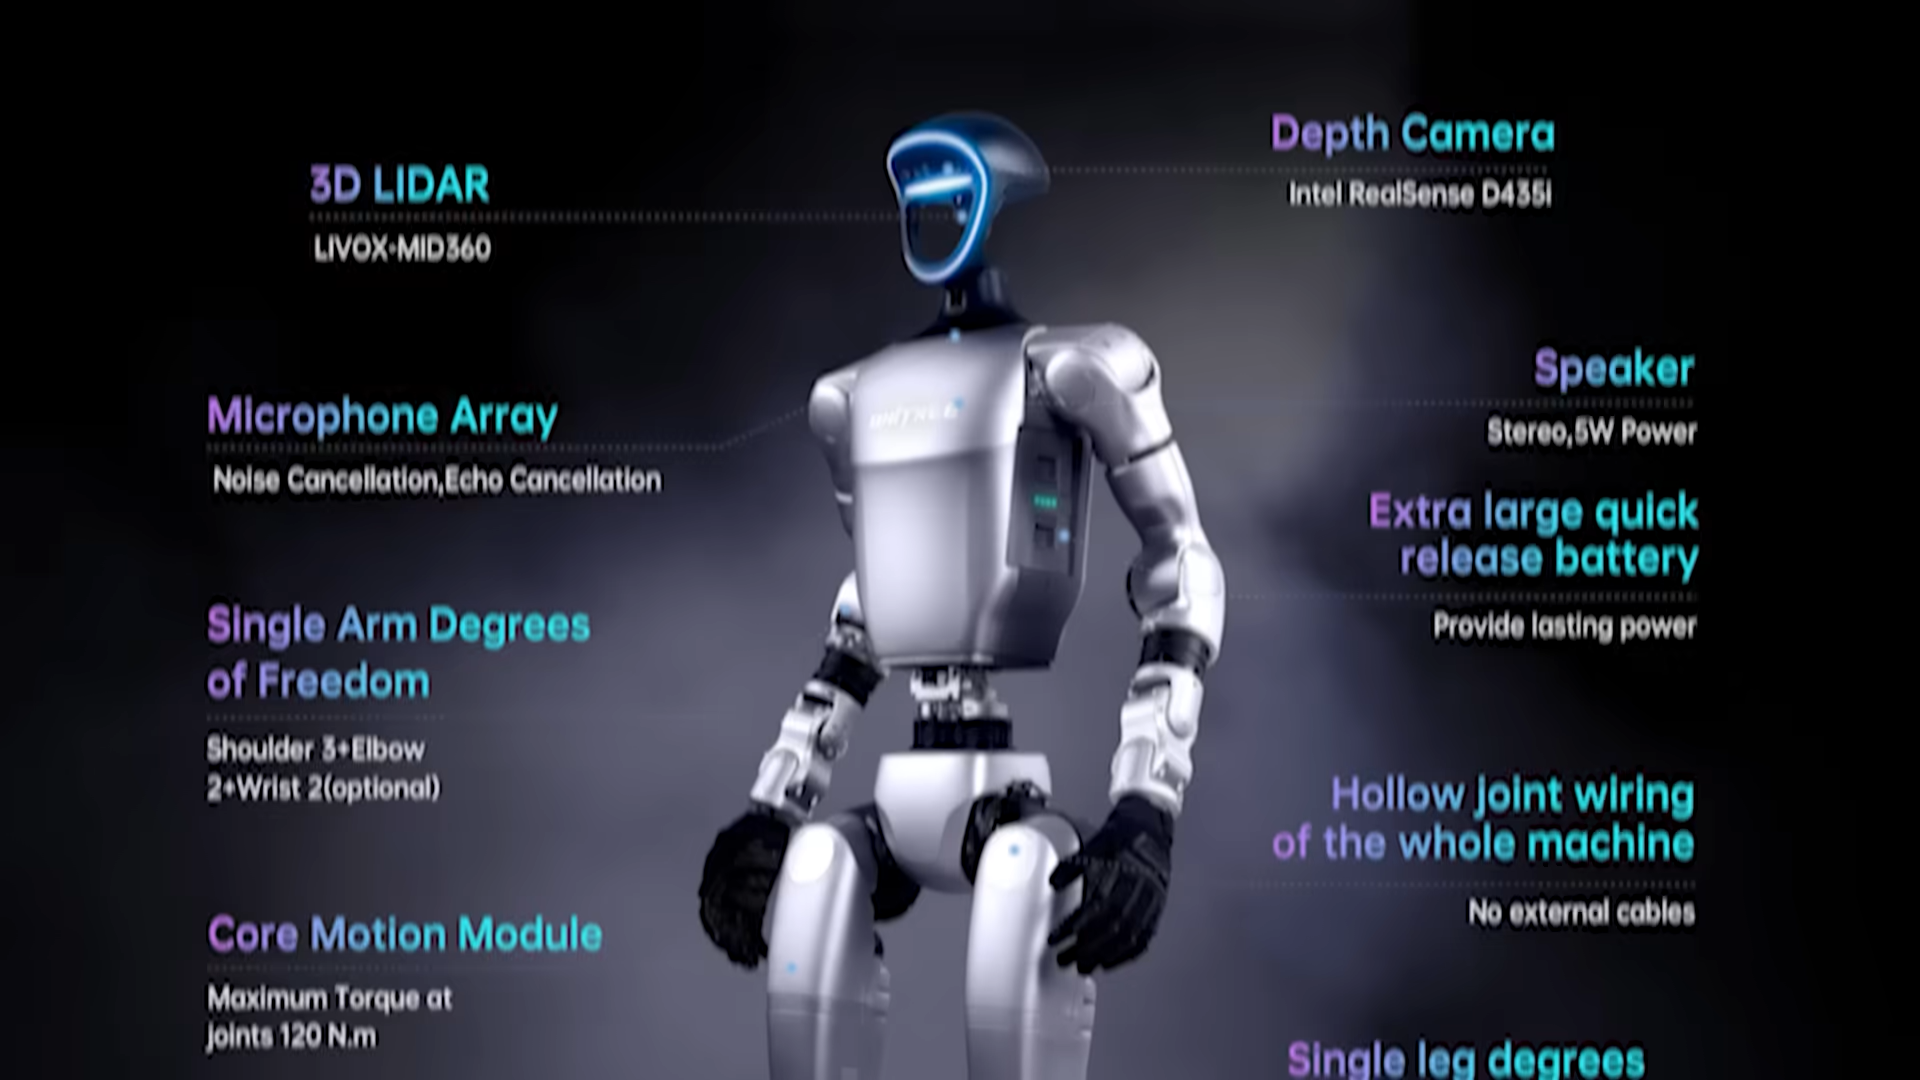 3D LIDAR
LIVOX-MID360
Microphone Array
Noise Cancellation,Echo Cancellation
Single Arm Degrees
of Freedom
Shoulder 3+Elbow
2+Wrist 2(optional)
Core Motion Module
Maximum Torque at
joints 120 N.m
Depth Camera
Intel RealSense D435i
Speaker
Stereo,5W Power
Extra large quick
release battery
Provide lasting power
Hollow joint wiring
of the whole machine
No external cables
Single leg degrees